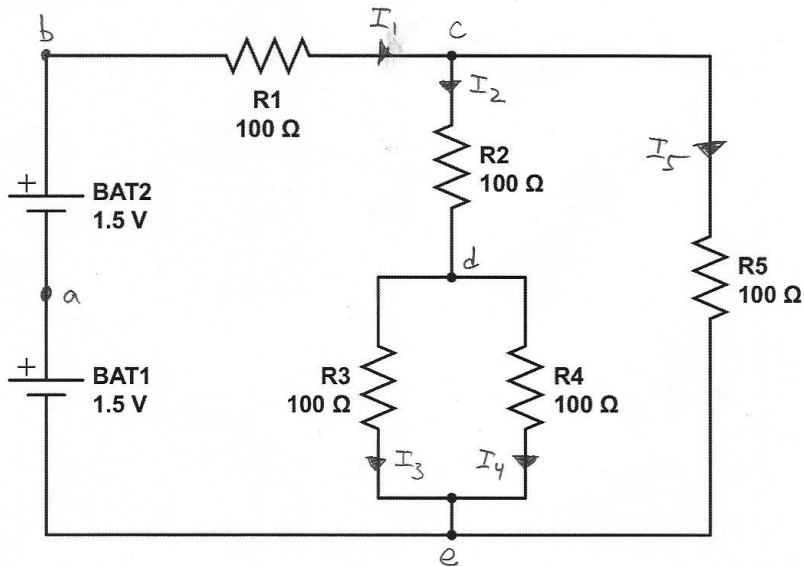 b
I₁
c
R1
100 Ω
I₂
R2
100 Ω
I₅
+
BAT2
1.5 V
d
R5
100 Ω
a
+
BAT1
1.5 V
R3
100 Ω
R4
100 Ω
I₃
I₄
e